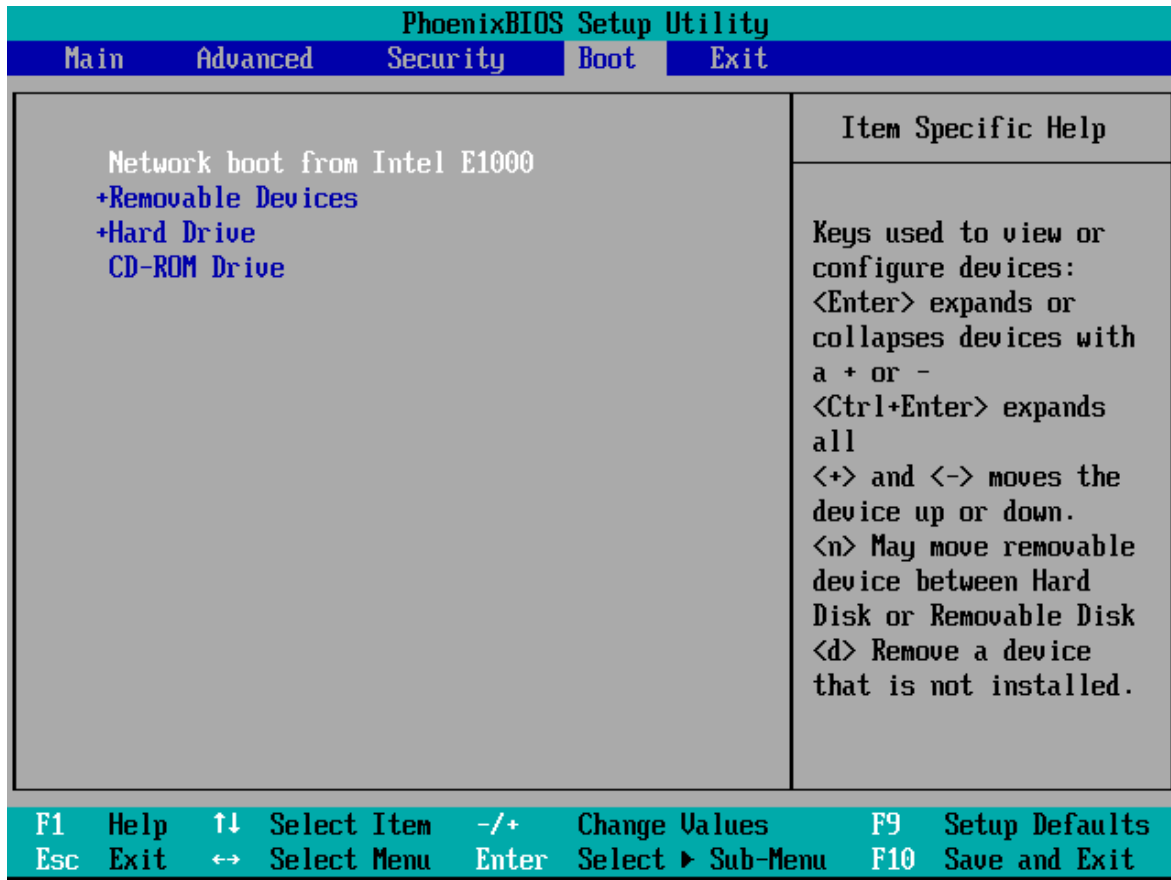 PhoenixBIOS Setup Utility
Main Advanced Security Boot Exit
Network boot from Intel E1000
+Removable Devices
+Hard Drive
CD-ROM Drive
Item Specific Help
Keys used to view or
configure devices:
<Enter> expands or
collapses devices with
a + or -
<Ctrl+Enter> expands
all
<+> and <-> moves the
device up or down.
<n> May move removable
device between Hard
Disk or Removable Disk
<d> Remove a device
that is not installed.
F1 Help ↑↓ Select Item -/+ Change Values F9 Setup Defaults
Esc Exit ↔ Select Menu Enter Select ▶ Sub-Menu F10 Save and Exit